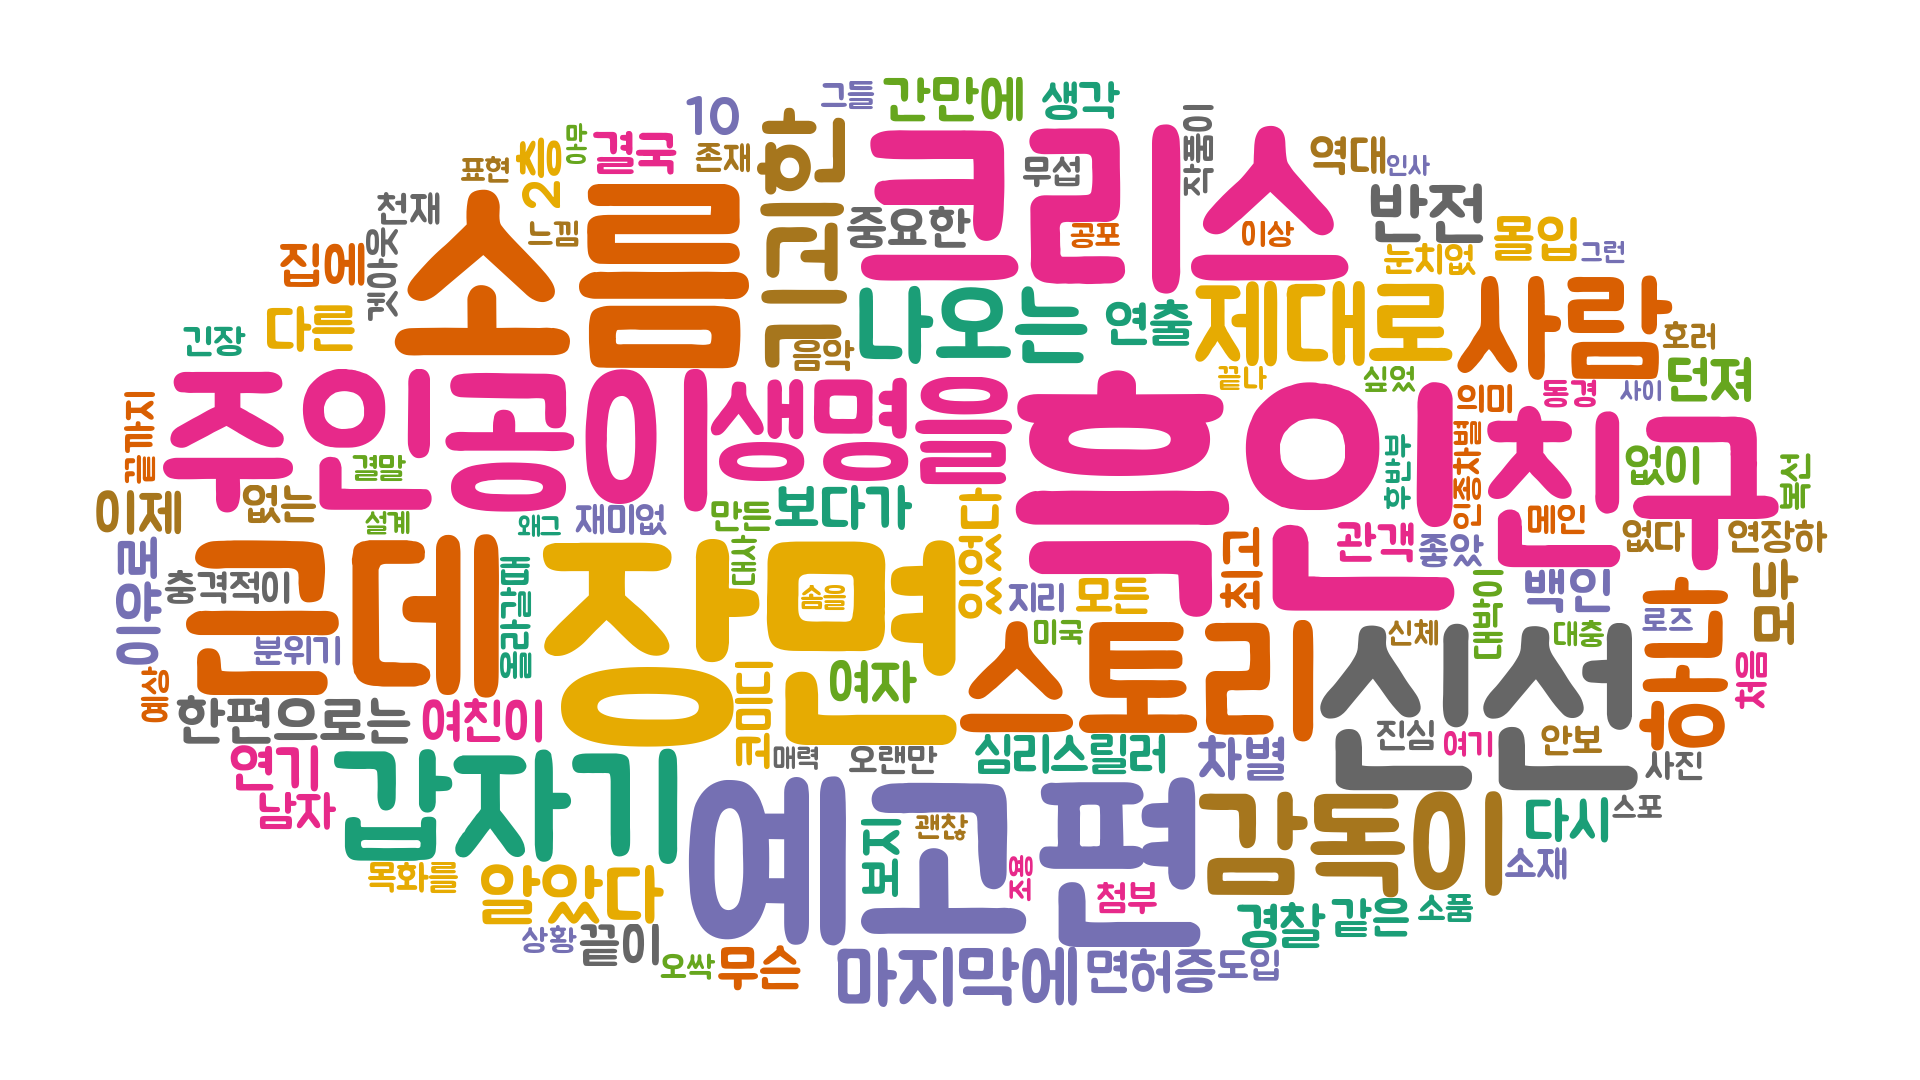 그들
간만에
생각
10
기괴한
크리스
작품이
역대
인사
결국
존재
무섭
2층
표현
천재
소름
느낌
중요한
공포
이상
반전
몰입
눈치없
그런
집에
겟아웃
나오는
연출
제대로
사람
호러
다른
긴장
음악
끝나
싶었
의미
동경
사이
던져
끝까지
주인공이
생명을
흑인
친구
인종차별
후반부
없이
복선
결말
이제
없는
설계
왜그
재미없
만든
보다가
있었다
최고
관객
좋았
메인
없다
연장하
이야
충격적이
근데
올라갈때
장면
대사
솜을
지리
모든
미국
대박이
백인
신체
대충
하나
로즈
분위기
스토리
신선
처음
한편으로는
여친이
코미디
여자
진심
여기
안보
사진
연기
남자
갑자기
매력
오랜만
심리스릴러
차별
예고편
보지
괜찮
감독이
다시
스포
소재
목화를
알았다
조용
첨부
경찰
같은
소품
상황
끝이
오싹
무슨
마지막에
면허증
도입